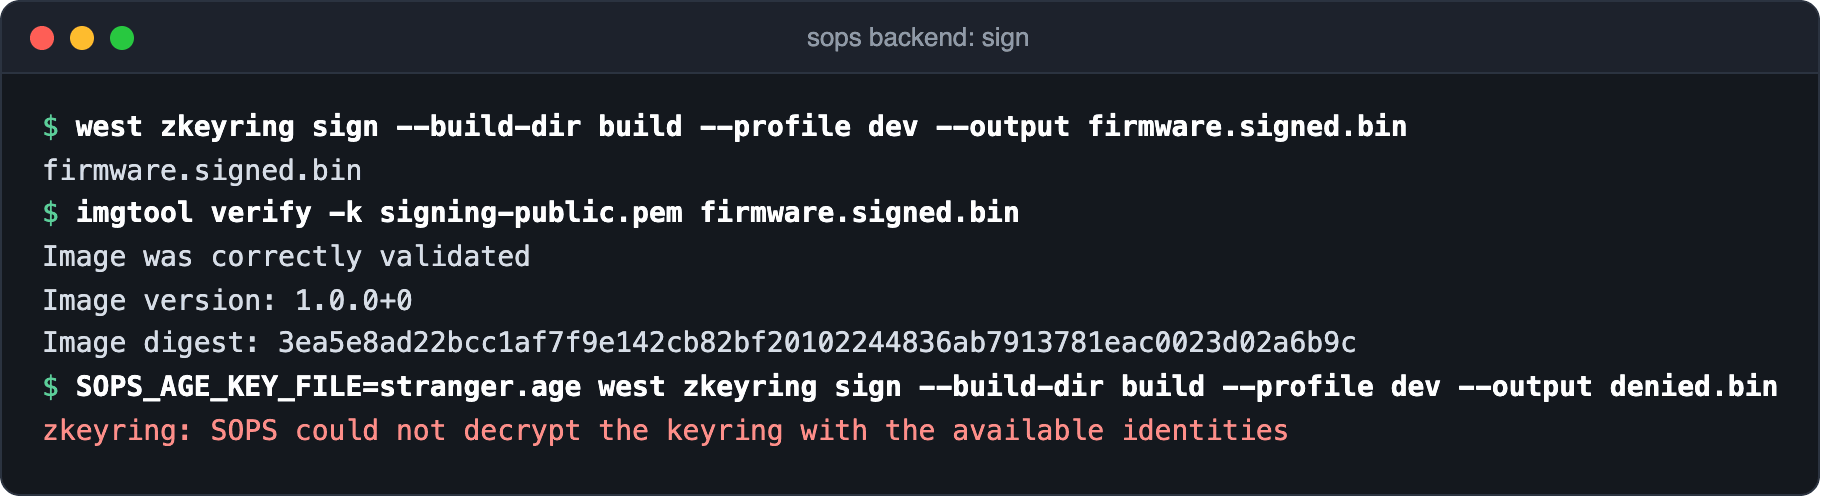 sops backend: sign
$ west zkeyring sign --build-dir build --profile dev --output firmware.signed.bin
firmware.signed.bin
$ imgtool verify -k signing-public.pem firmware.signed.bin
Image was correctly validated
Image version: 1.0.0+0
Image digest: 3ea5e8ad22bcc1af7f9e142cb82bf20102244836ab7913781eac0023d02a6b9c
$ SOPS_AGE_KEY_FILE=stranger.age west zkeyring sign --build-dir build --profile dev --output denied.bin
zkeyring: SOPS could not decrypt the keyring with the available identities